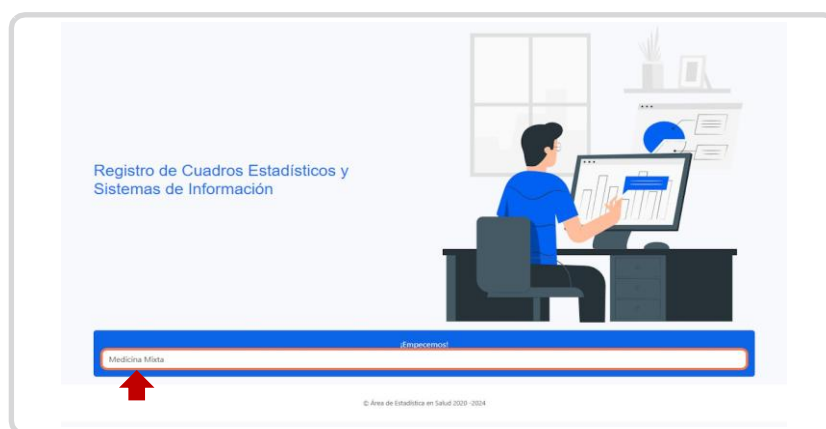 Registro de Cuadros Estadísticos y
Sistemas de Información
¡Empecemos!
Medicina Mixta
© Área de Estadística en Salud 2020 -2024